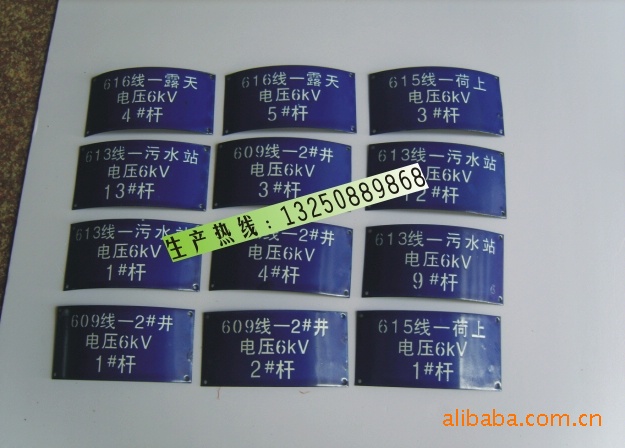 616线一露天
电压6kV
4#杆
616线一露天
电压6kV
5#杆
615线一荷上
电压6kV
3#杆
613线一污水站
电压6kV
13#杆
609线一2#井
电压6kV
3#杆
613线一污水站
电压6kV
12#杆
生产热线:13250889868
613线一污水站
电压6kV
1#杆
线一2#井
电压6kV
4#杆
613线一污水站
电压6kV
9#杆
609线一2#井
电压6kV
1#杆
609线一2#井
电压6kV
2#杆
615线一荷上
电压6kV
1#杆
alibaba.com.cn